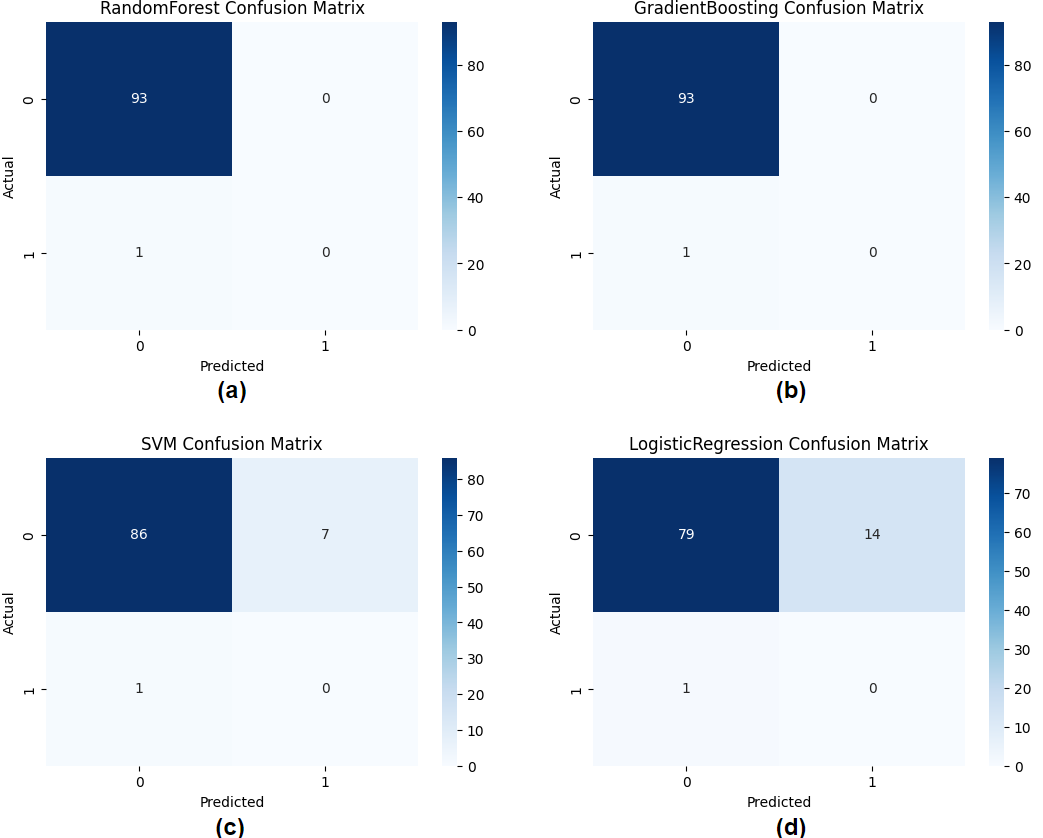 RandomForest Confusion Matrix
93 0
1 0
0
1
Actual
0 1
Predicted
80
60
40
20
0
(a)
GradientBoosting Confusion Matrix
93 0
1 0
0
1
Actual
0 1
Predicted
80
60
40
20
0
(b)
SVM Confusion Matrix
86 7
1 0
0
1
Actual
0 1
Predicted
80
70
60
50
40
30
20
10
0
(c)
LogisticRegression Confusion Matrix
79 14
1 0
0
1
Actual
0 1
Predicted
70
60
50
40
30
20
10
0
(d)